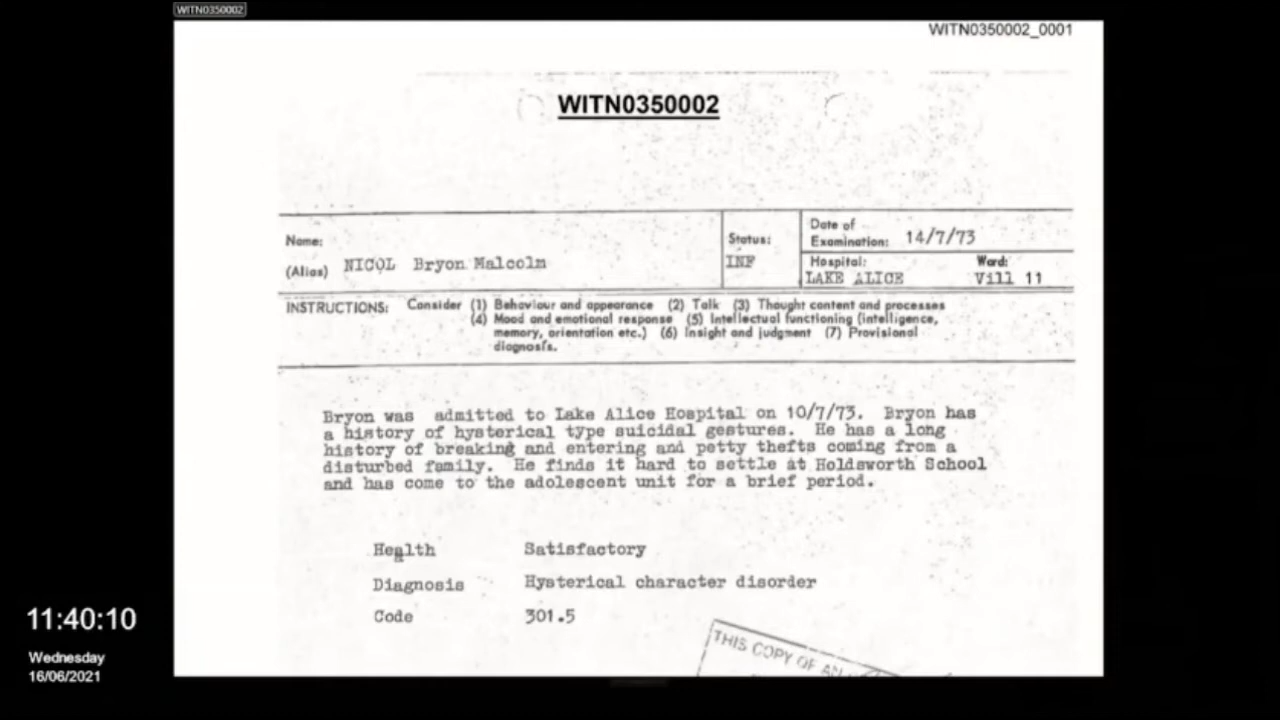 WITN0350002
WITN0350002_0001
WITN0350002
Name:
(Alias) NICOL Bryon Malcolm
Status:
INF
Date of
Examination: 14/7/73
Hospital: Ward:
LAKE ALICE Vill 11
INSTRUCTIONS: Consider (1) Behaviour and appearance (2) Talk (3) Thought content and processes
(4) Mood and emotional response (5) Intellectual functioning (intelligence,
memory, orientation etc.) (6) Insight and judgment (7) Provisional
diagnosis.
Bryon was admitted to Lake Alice Hospital on 10/7/73. Bryon has
a history of hysterical type suicidal gestures. He has a long
history of breaking and entering and petty thefts coming from a
disturbed family. He finds it hard to settle at Holdsworth School
and has come to the adolescent unit for a brief period.
Health Satisfactory
Diagnosis Hysterical character disorder
Code 301.5
THIS COPY OF AN
11:40:10
Wednesday
16/06/2021